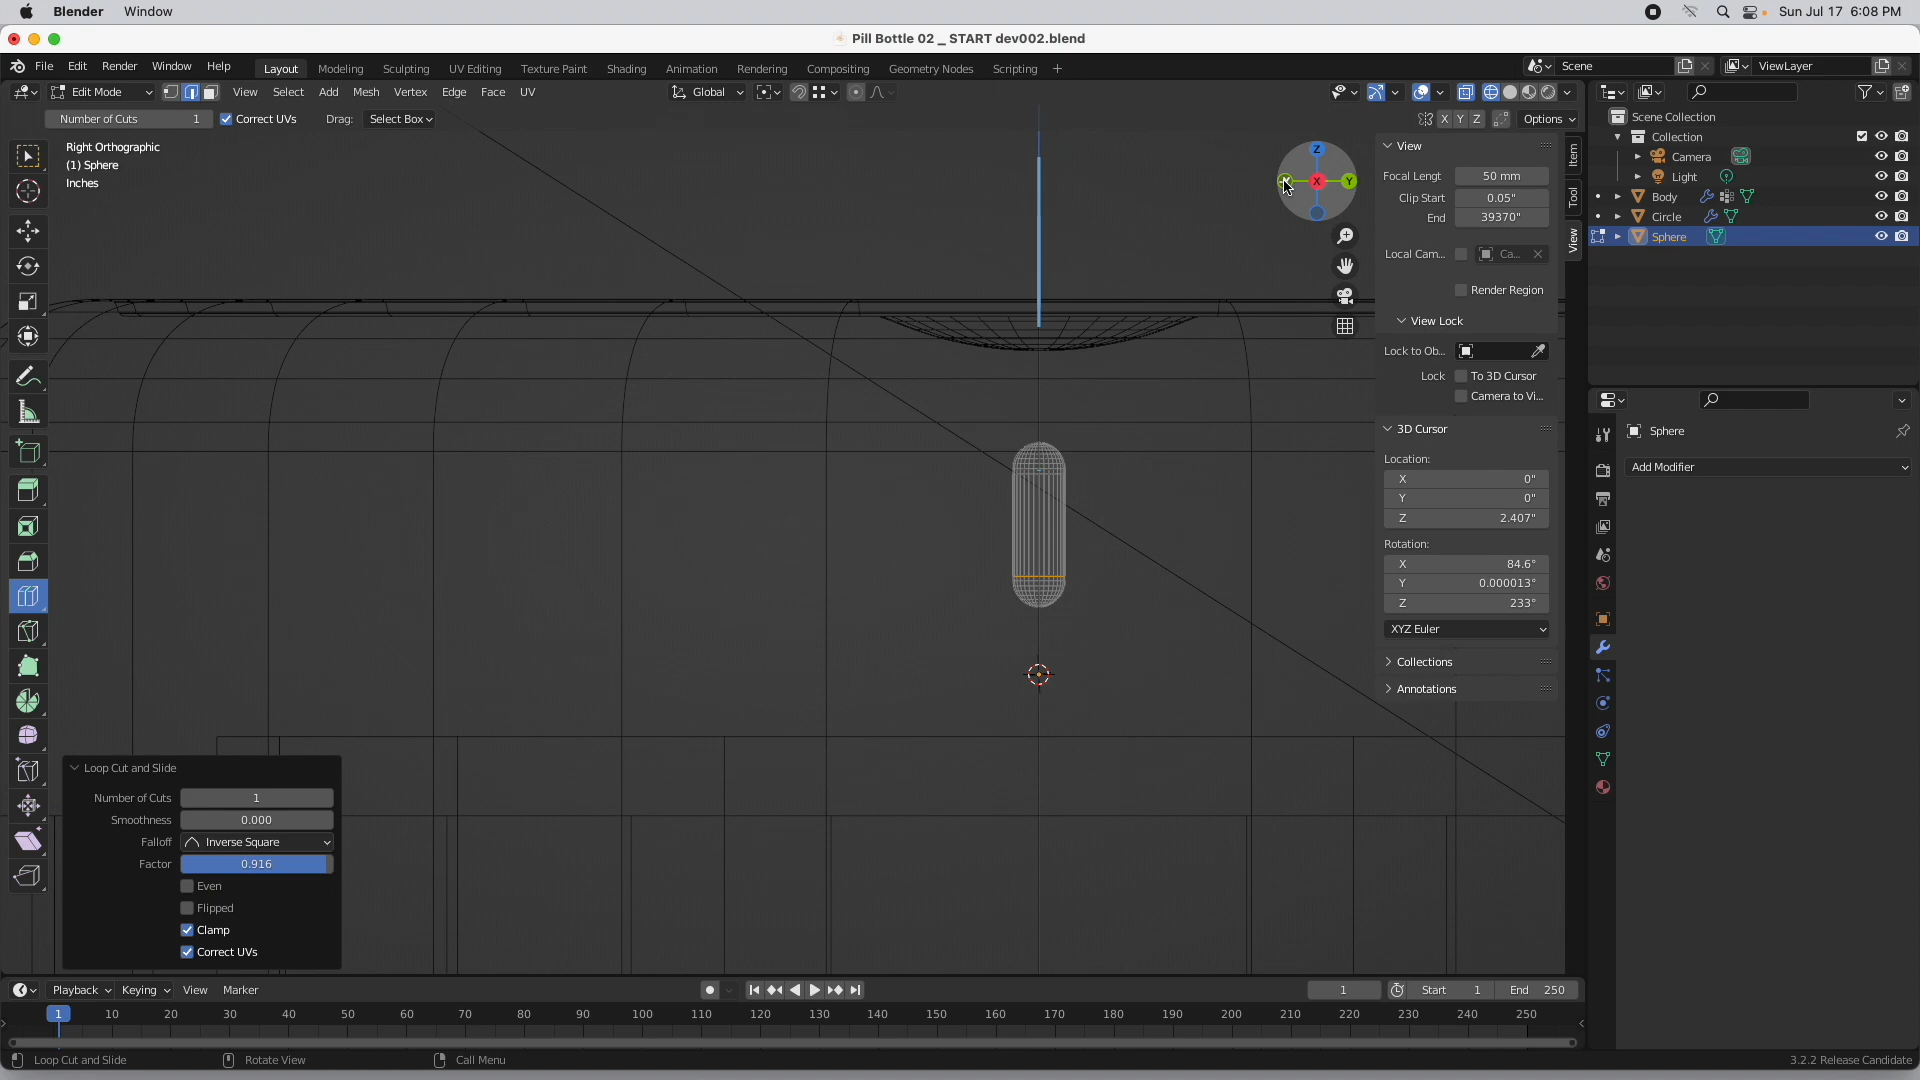 Blender Window
Sun Jul 17 6:08 PM
Pill Bottle 02 _ START dev002.blend
File Edit Render Window Help
Layout Modeling Sculpting UV Editing Texture Paint Shading Animation Rendering Compositing Geometry Nodes Scripting +
Scene
ViewLayer
Edit Mode
View Select Add Mesh Vertex Edge Face UV
Global
Number of Cuts 1
Correct UVs
Drag: Select Box
X Y Z
Options
Right Orthographic
(1) Sphere
Inches
Z
X
Y
View
Focal Lengt 50 mm
Clip Start 0.05"
End 39370"
Local Cam... Ca...
Render Region
View Lock
Lock to Ob...
Lock To 3D Cursor
Camera to Vi...
3D Cursor
Location:
X 0"
Y 0"
Z 2.407"
Rotation:
X 84.6°
Y 0.000013°
Z 233°
XYZ Euler
Collections
Annotations
Item
Tool
View
Scene Collection
Collection
Camera
Light
Body
Circle
Sphere
Sphere
Add Modifier
Loop Cut and Slide
Number of Cuts 1
Smoothness 0.000
Falloff Inverse Square
Factor 0.916
Even
Flipped
Clamp
Correct UVs
Playback Keying View Marker
1
Start 1
End 250
1 10 20 30 40 50 60 70 80 90 100 110 120 130 140 150 160 170 180 190 200 210 220 230 240 250
Loop Cut and Slide
Rotate View
Call Menu
3.2.2 Release Candidate